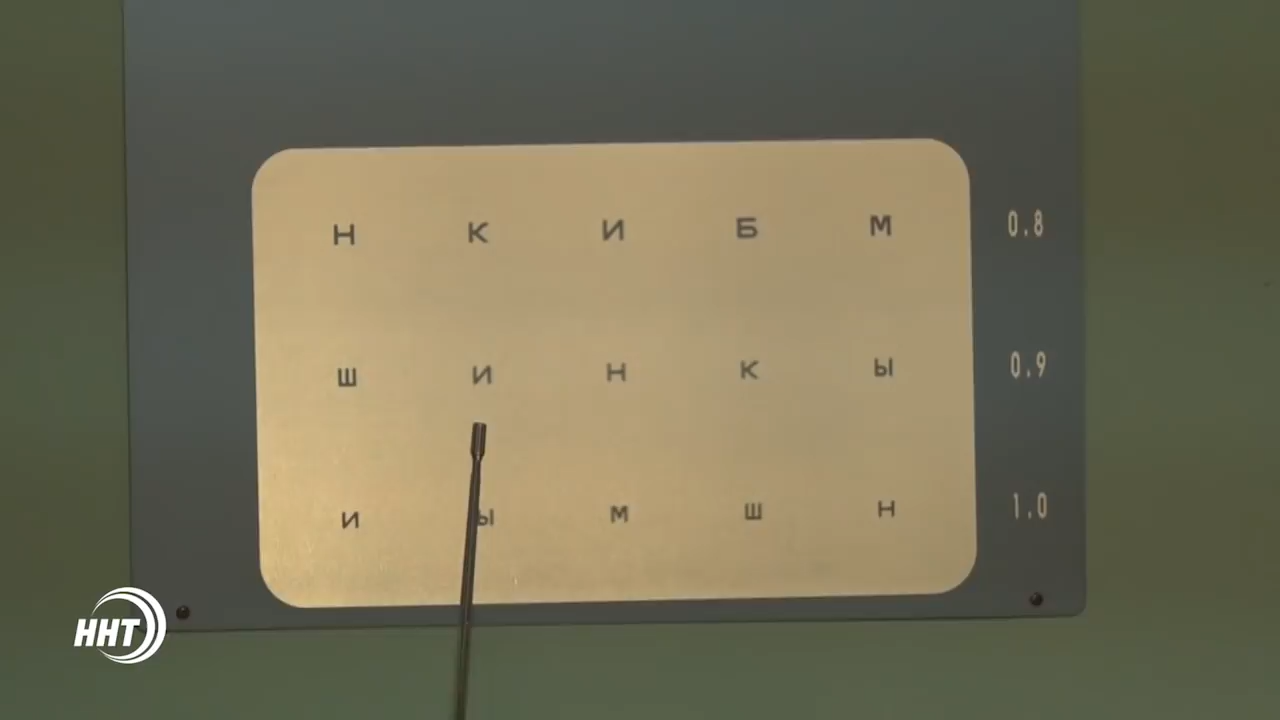 Н К И Б М 0.8
Ш И Н К Ы 0.9
И Ы М Ш Н 1.0
ННТ